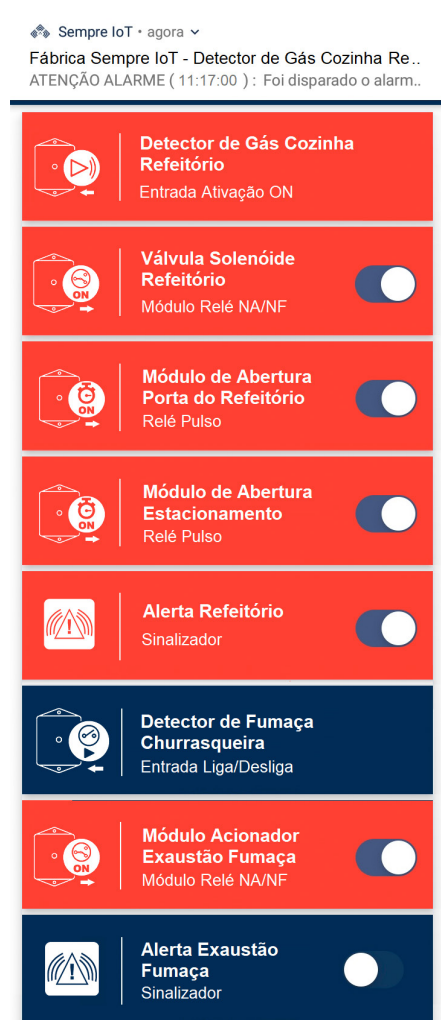 Sempre IoT • agora
Fábrica Sempre IoT - Detector de Gás Cozinha Re..
ATENÇÃO ALARME ( 11:17:00 ) : Foi disparado o alarm..
Detector de Gás Cozinha
Refeitório
Entrada Ativação ON
Válvula Solenóide
Refeitório
Módulo Relé NA/NF
ON
Módulo de Abertura
Porta do Refeitório
Relé Pulso
ON
Módulo de Abertura
Estacionamento
Relé Pulso
ON
Alerta Refeitório
Sinalizador
Detector de Fumaça
Churrasqueira
Entrada Liga/Desliga
Módulo Acionador
Exaustão Fumaça
Módulo Relé NA/NF
ON
Alerta Exaustão
Fumaça
Sinalizador